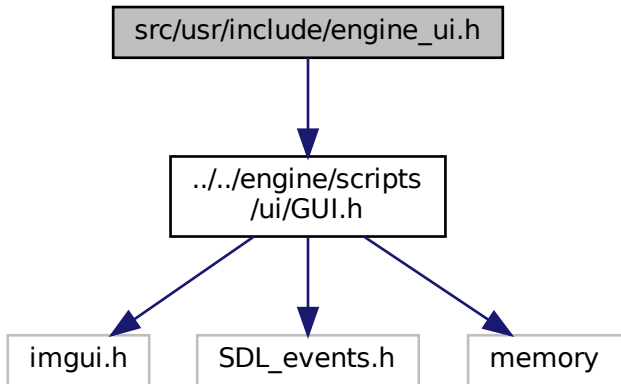 src/usr/include/engine_ui.h
../../engine/scripts
/ui/GUI.h
imgui.h
SDL_events.h
memory